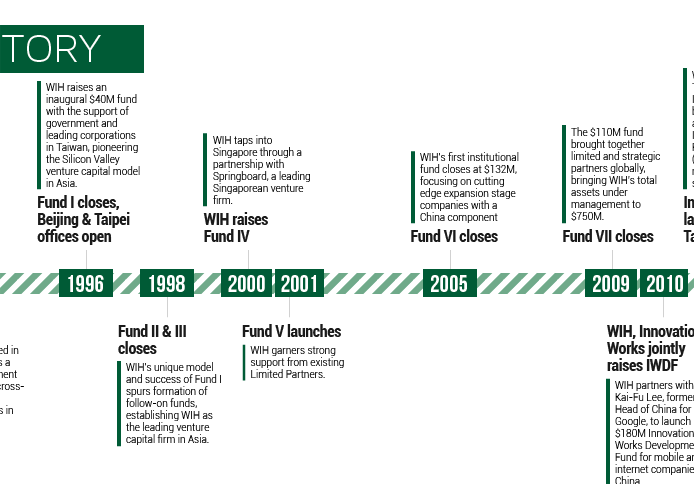 TORY
WIH raises an
inaugural $40M fund
with the support of
government and
leading corporations
in Taiwan, pioneering
the Silicon Valley
venture capital model
in Asia.
Fund I closes,
Beijing & Taipei
offices open
WIH taps into
Singapore through a
partnership with
Springboard, a leading
Singaporean venture
firm.
WIH raises
Fund IV
WIH's first institutional
fund closes at $132M,
focusing on cutting
edge expansion stage
companies with a
China component
Fund VI closes
The $110M fund
brought together
limited and strategic
partners globally,
bringing WIH's total
assets under
management to
$750M.
Fund VII closes
1996
1998
2000
2001
2005
2009
2010
ed in
s a
ment
cross-
s in
Fund II & III
closes
WIH's unique model
and success of Fund I
spurs formation of
follow-on funds,
establishing WIH as
the leading venture
capital firm in Asia.
Fund V launches
WIH garners strong
support from existing
Limited Partners.
WIH, Innovatio
Works jointly
raises IWDF
WIH partners with
Kai-Fu Lee, former
Head of China for
Google, to launch
$180M Innovation
Works Developme
Fund for mobile an
internet companie
China